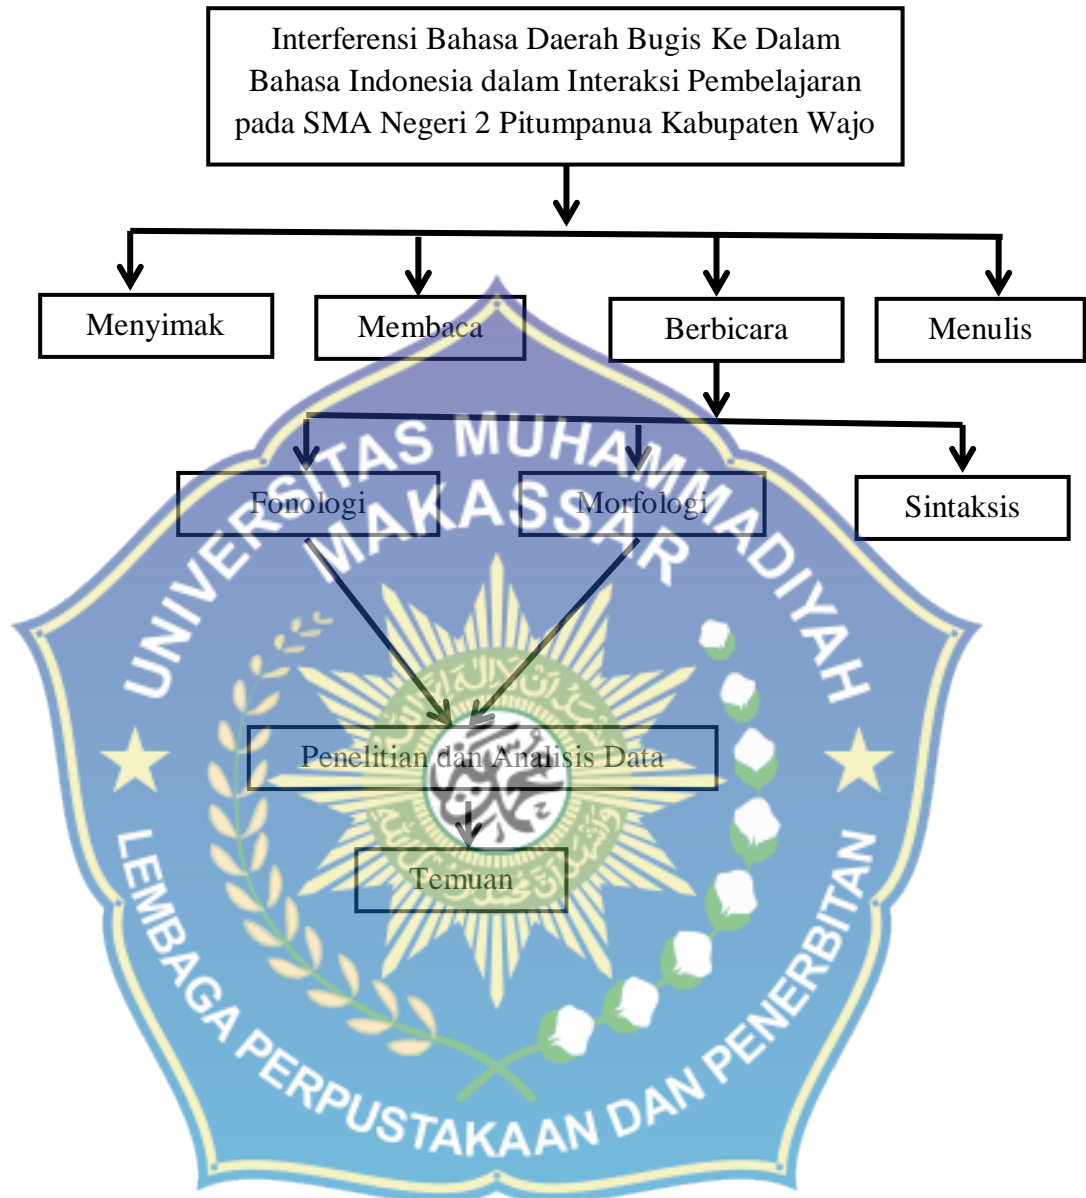 Interferensi Bahasa Daerah Bugis Ke Dalam
Bahasa Indonesia dalam Interaksi Pembelajaran
pada SMA Negeri 2 Pitumpanua Kabupaten Wajo
Menyimak
Membaca
Berbicara
Menulis
UNIVERSITAS MUHAMMADIYAH
MAKASSAR
Fonologi
Morfologi
Sintaksis
Penelitian dan Analisis Data
Temuan
LEMBAGA PERPUSTAKAAN DAN PENERBITAN